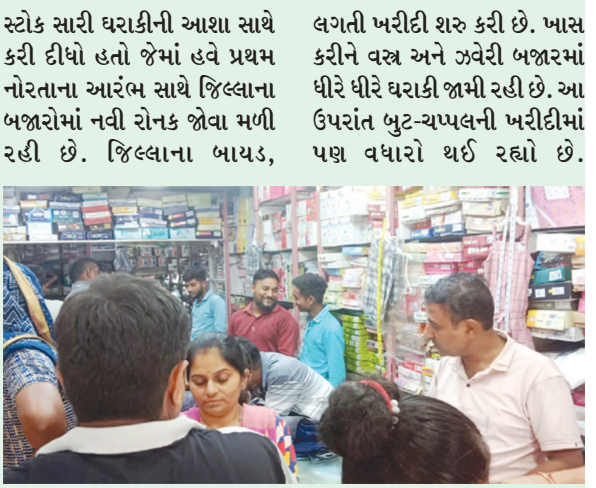 સ્ટોક સારી ઘરાકીની આશા સાથે
કરી દીધો હતો જેમાં હવે પ્રથમ
નોરતાના આરંભ સાથે જિલ્લાના
બજારોમાં નવી રોનક જોવા મળી
રહી છે. જિલ્લાના બાયડ,
લગતી ખરીદી શરુ કરી છે. ખાસ
કરીને વસ્ત્ર અને ઝવેરી બજારમાં
ધીરે ધીરે ઘરાકી જામી રહી છે. આ
ઉપરાંત બુટ-ચપ્પલની ખરીદીમાં
પણ વધારો થઈ રહ્યો છે.